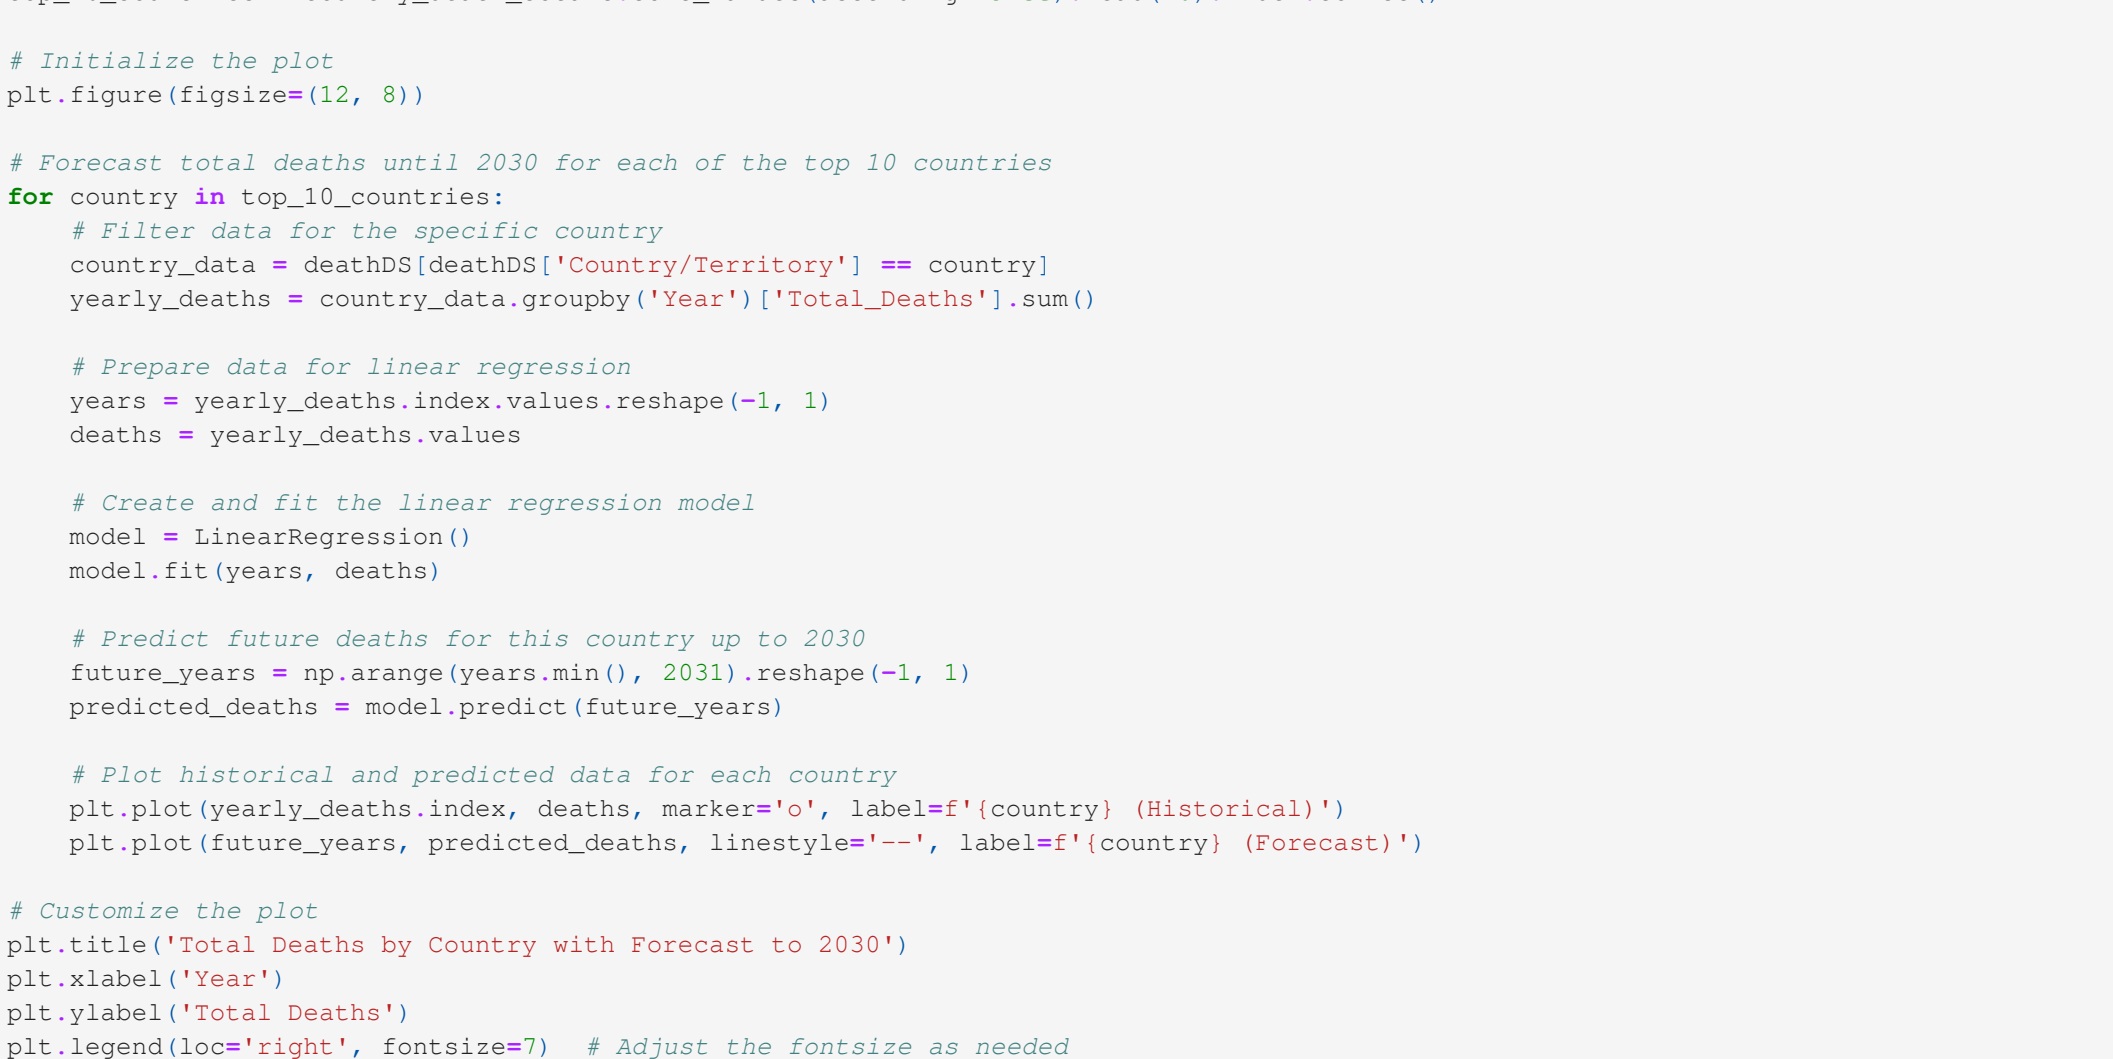 # Initialize the plot
plt.figure(figsize=(12, 8))
# Forecast total deaths until 2030 for each of the top 10 countries
for country in top_10_countries:
    # Filter data for the specific country
    country_data = deathDS[deathDS['Country/Territory'] == country]
    yearly_deaths = country_data.groupby('Year')['Total_Deaths'].sum()
    # Prepare data for linear regression
    years = yearly_deaths.index.values.reshape(-1, 1)
    deaths = yearly_deaths.values
    # Create and fit the linear regression model
    model = LinearRegression()
    model.fit(years, deaths)
    # Predict future deaths for this country up to 2030
    future_years = np.arange(years.min(), 2031).reshape(-1, 1)
    predicted_deaths = model.predict(future_years)
    # Plot historical and predicted data for each country
    plt.plot(yearly_deaths.index, deaths, marker='o', label=f'{country} (Historical)')
    plt.plot(future_years, predicted_deaths, linestyle='--', label=f'{country} (Forecast)')
# Customize the plot
plt.title('Total Deaths by Country with Forecast to 2030')
plt.xlabel('Year')
plt.ylabel('Total Deaths')
plt.legend(loc='right', fontsize=7)  # Adjust the fontsize as needed